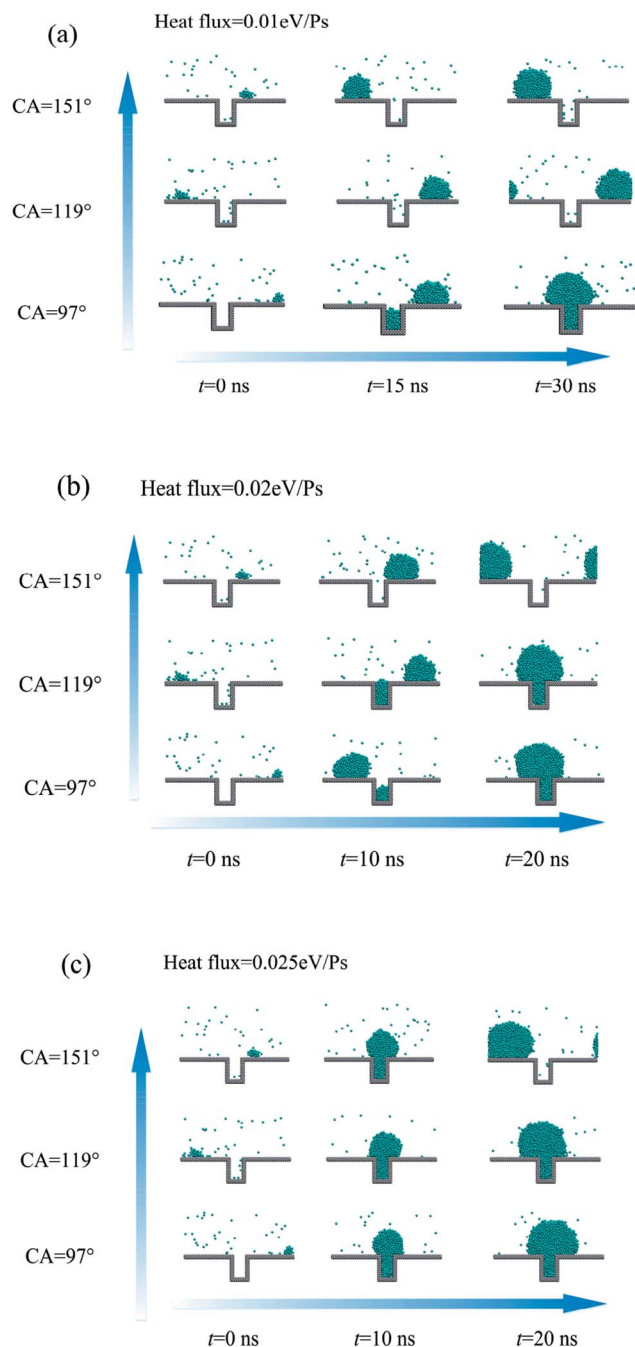 (a)
Heat flux=0.01eV/Ps
CA=151°
CA=119°
CA=97°
t=0 ns
t=15 ns
t=30 ns
(b)
Heat flux=0.02eV/Ps
CA=151°
CA=119°
CA=97°
t=0 ns
t=10 ns
t=20 ns
(c)
Heat flux=0.025eV/Ps
CA=151°
CA=119°
CA=97°
t=0 ns
t=10 ns
t=20 ns